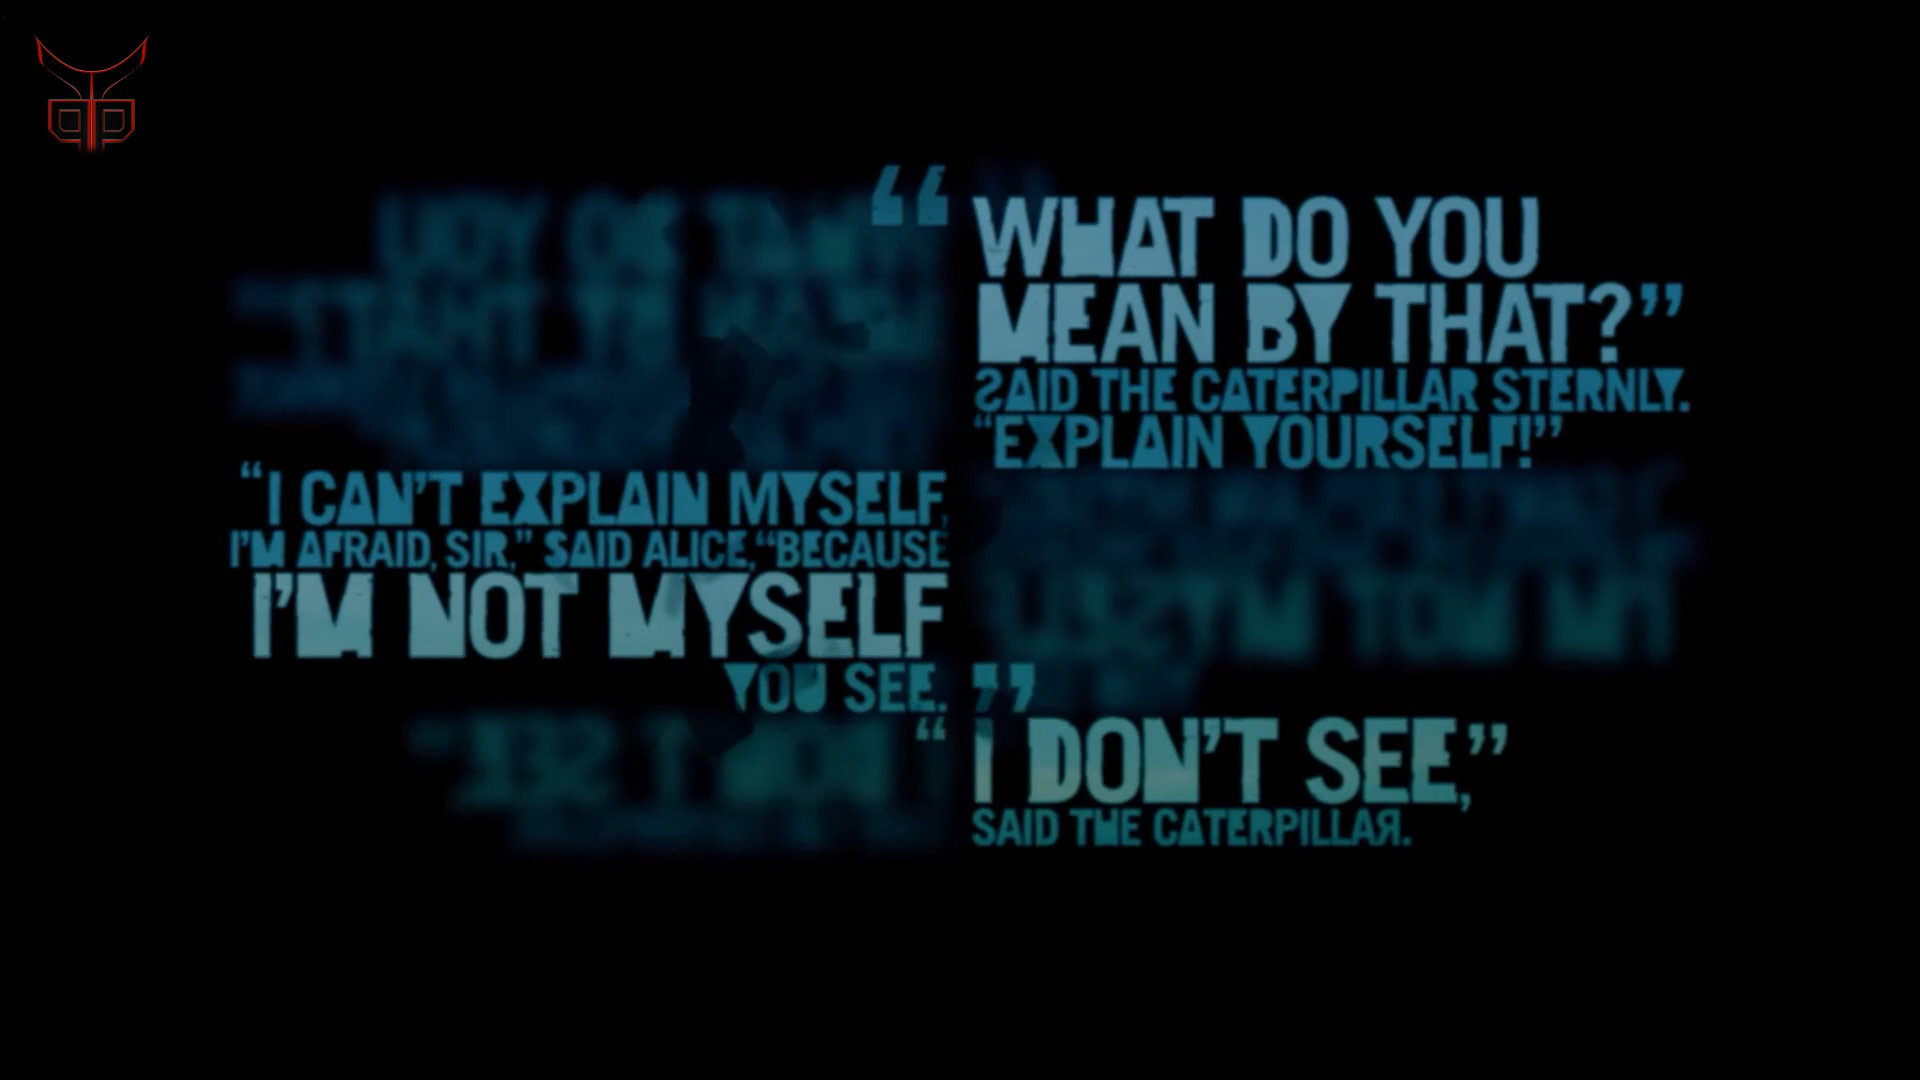 “WHAT DO YOU
MEAN BY THAT?”
SAID THE CATERPILLAR STERNLY.
“EXPLAIN YOURSELF!”
“I CAN’T EXPLAIN MYSELF,
I’M AFRAID, SIR,” SAID ALICE, “BECAUSE
I’M NOT MYSELF
YOU SEE.”
“I DON’T SEE,”
SAID THE CATERPILLAR.